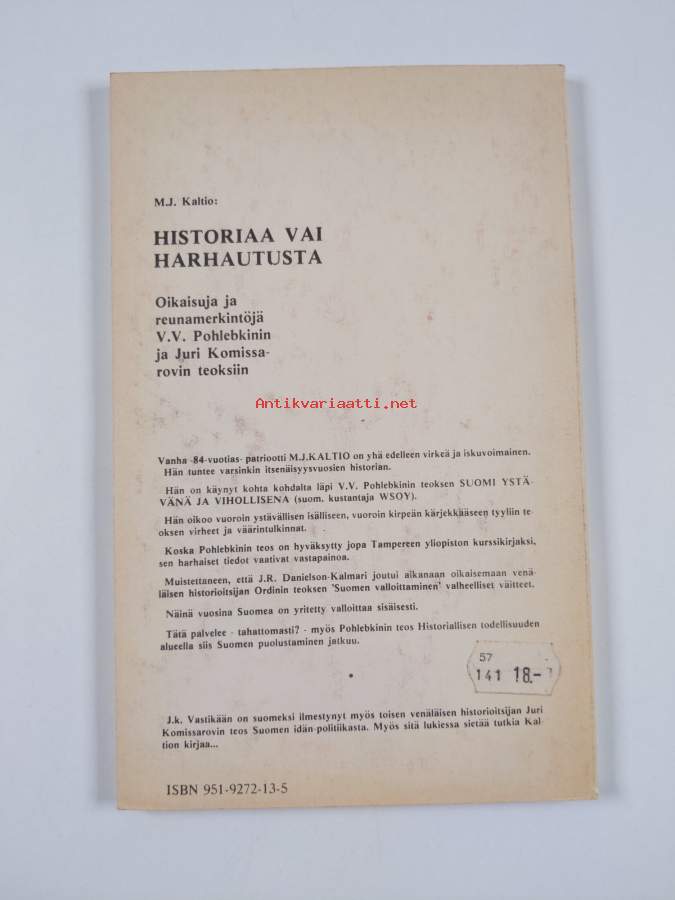 M.J. Kaltio:
HISTORIAA VAI
HARHAUTUSTA
Oikaisuja ja
reunamerkintöjä
V.V. Pohlebkinin
ja Juri Komissa-
rovin teoksiin
Antikvariaatti.net
Vanha -84-vuotias- patriootti M.J.KALTIO on yhä edelleen virkeä ja iskuvoimainen.
Hän tuntee varsinkin itsenäisyysvuosien historian.
Hän on käynyt kohta kohdalta läpi V.V. Pohlebkinin teoksen SUOMI YSTÄ-
VÄNÄ JA VIHOLLISENA (suom. kustantaja WSOY).
Hän oikoo vuoroin ystävällisen isälliseen, vuoroin kirpeän kärjekkääseen tyyliin te-
oksen virheet ja väärintulkinnat.
Koska Pohlebkinin teos on hyväksytty jopa Tampereen yliopiston kurssikirjaksi,
sen harhaiset tiedot vaativat vastapainoa.
Muistettaneen, että J.R. Danielson-Kalmari joutui aikanaan oikaisemaan venä-
läisen historioitsijan Ordinin teoksen 'Suomen valloittaminen' valheelliset väitteet.
Näinä vuosina Suomea on yritetty valloittaa sisäisesti.
Tätä palvelee - tahattomasti? - myös Pohlebkinin teos Historiallisen todellisuuden
alueella siis Suomen puolustaminen jatkuu.
57
141 18.-
J.k. Vastikään on suomeksi ilmestynyt myös toisen venäläisen historioitsijan Juri
Komissarovin teos Suomen idän-politiikasta. Myös sitä lukiessa sietää tutkia Kal-
tion kirjaa...
ISBN 951-9272-13-5